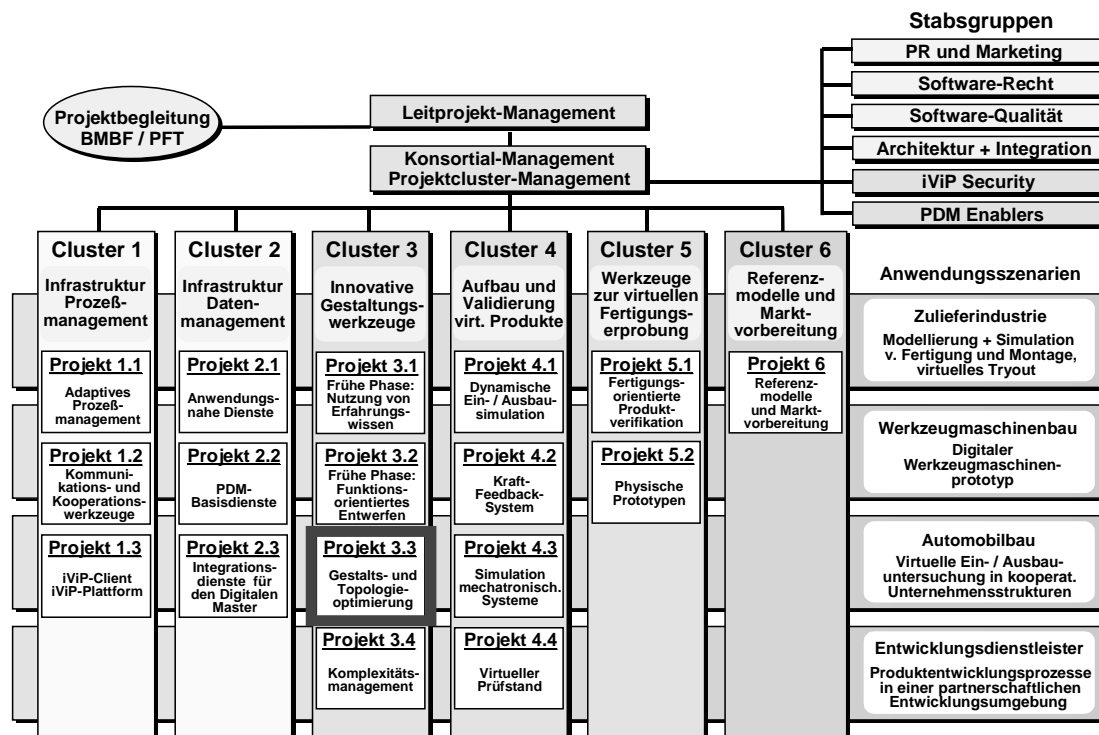 Stabsgruppen
PR und Marketing
Software-Recht
Software-Qualität
Architektur + Integration
iViP Security
PDM Enablers
Projektbegleitung
BMBF / PFT
Leitprojekt-Management
Konsortial-Management
Projektcluster-Management
Cluster 1
Infrastruktur
Prozeß-
management
Projekt 1.1
Adaptives
Prozeß-
management
Projekt 1.2
Kommuni-
kations- und
Kooperations-
werkzeuge
Projekt 1.3
iViP-Client
iViP-Plattform
Cluster 2
Infrastruktur
Daten-
management
Projekt 2.1
Anwendungs-
nahe Dienste
Projekt 2.2
PDM-
Basisdienste
Projekt 2.3
Integrations-
dienste für
den Digitalen
Master
Cluster 3
Innovative
Gestaltungs-
werkzeuge
Projekt 3.1
Frühe Phase:
Nutzung von
Erfahrungs-
wissen
Projekt 3.2
Frühe Phase:
Funktions-
orientiertes
Entwerfen
Projekt 3.3
Gestalts- und
Topologie-
optimierung
Projekt 3.4
Komplexitäts-
management
Cluster 4
Aufbau und
Validierung
virt. Produkte
Projekt 4.1
Dynamische
Ein- / Ausbau-
simulation
Projekt 4.2
Kraft-
Feedback-
System
Projekt 4.3
Simulation
mechatronisch.
Systeme
Projekt 4.4
Virtueller
Prüfstand
Cluster 5
Werkzeuge
zur virtuellen
Fertigungs-
erprobung
Projekt 5.1
Fertigungs-
orientierte
Produkt-
verifikation
Projekt 5.2
Physische
Prototypen
Cluster 6
Referenz-
modelle und
Markt-
vorbereitung
Projekt 6
Referenz-
modelle
und Markt-
vorbereitung
Anwendungsszenarien
Zulieferindustrie
Modellierung + Simulation
v. Fertigung und Montage,
virtuelles Tryout
Werkzeugmaschinenbau
Digitaler
Werkzeugmaschinen-
prototyp
Automobilbau
Virtuelle Ein- / Ausbau-
untersuchung in kooperat.
Unternehmensstrukturen
Entwicklungsdienstleister
Produktentwicklungsprozesse
in einer partnerschaftlichen
Entwicklungsumgebung